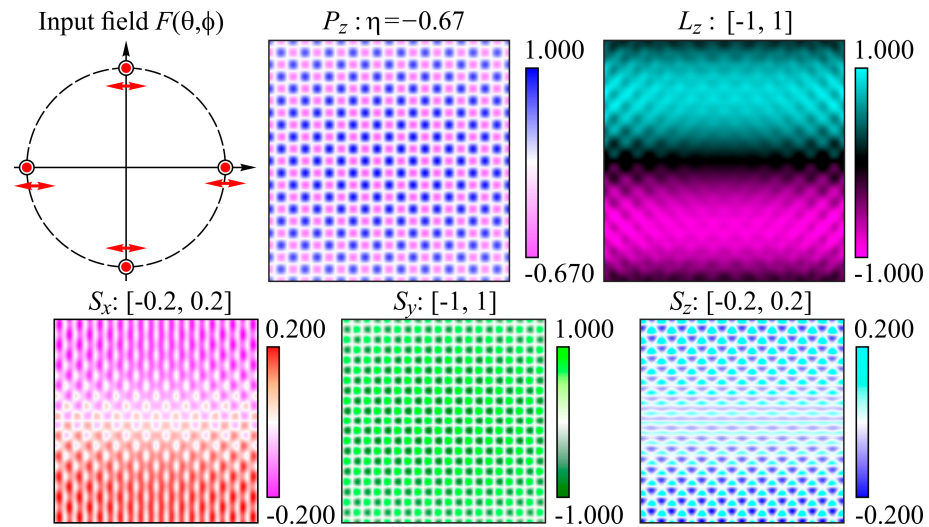 Input field F(θ,ϕ)
P_z : η=−0.67
L_z : [-1, 1]
1.000
-0.670
1.000
-1.000
S_x: [-0.2, 0.2]
S_y: [-1, 1]
S_z: [-0.2, 0.2]
0.200
-0.200
1.000
-1.000
0.200
-0.200